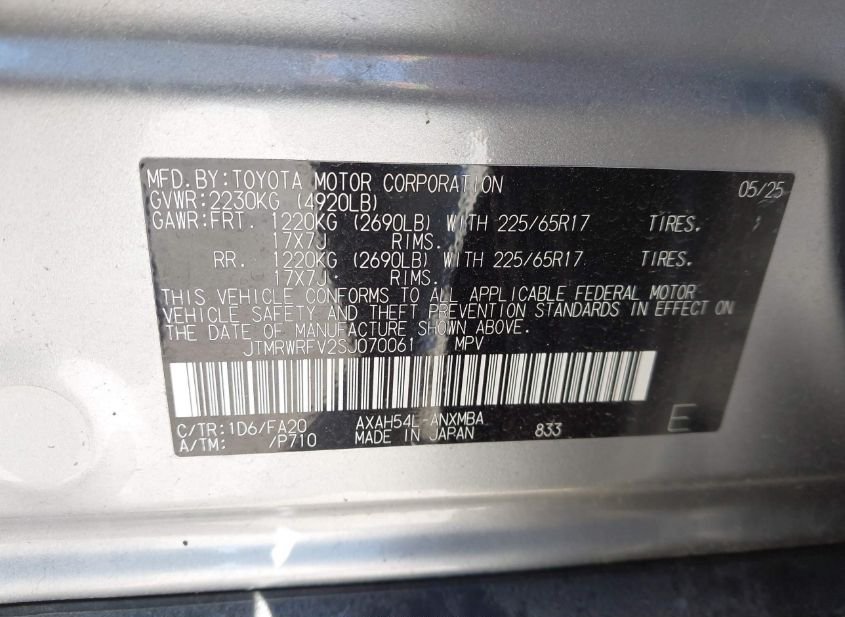 MFD.BY:TOYOTA MOTOR CORPORATION 05/25
GVWR:2230KG (4920LB)
GAWR:FRT. 1220KG (2690LB) WITH 225/65R17 TIRES.
17X7J RIMS.
RR. 1220KG (2690LB) WITH 225/65R17 TIRES.
17X7J RIMS.
THIS VEHICLE CONFORMS TO ALL APPLICABLE FEDERAL MOTOR
VEHICLE SAFETY AND THEFT PREVENTION STANDARDS IN EFFECT ON
THE DATE OF MANUFACTURE SHOWN ABOVE.
JTMRWRFV2SJ070061 MPV
C/TR:1D6/FA20 AXAH54L-ANXMBA
A/TM: /P710 MADE IN JAPAN 833 E